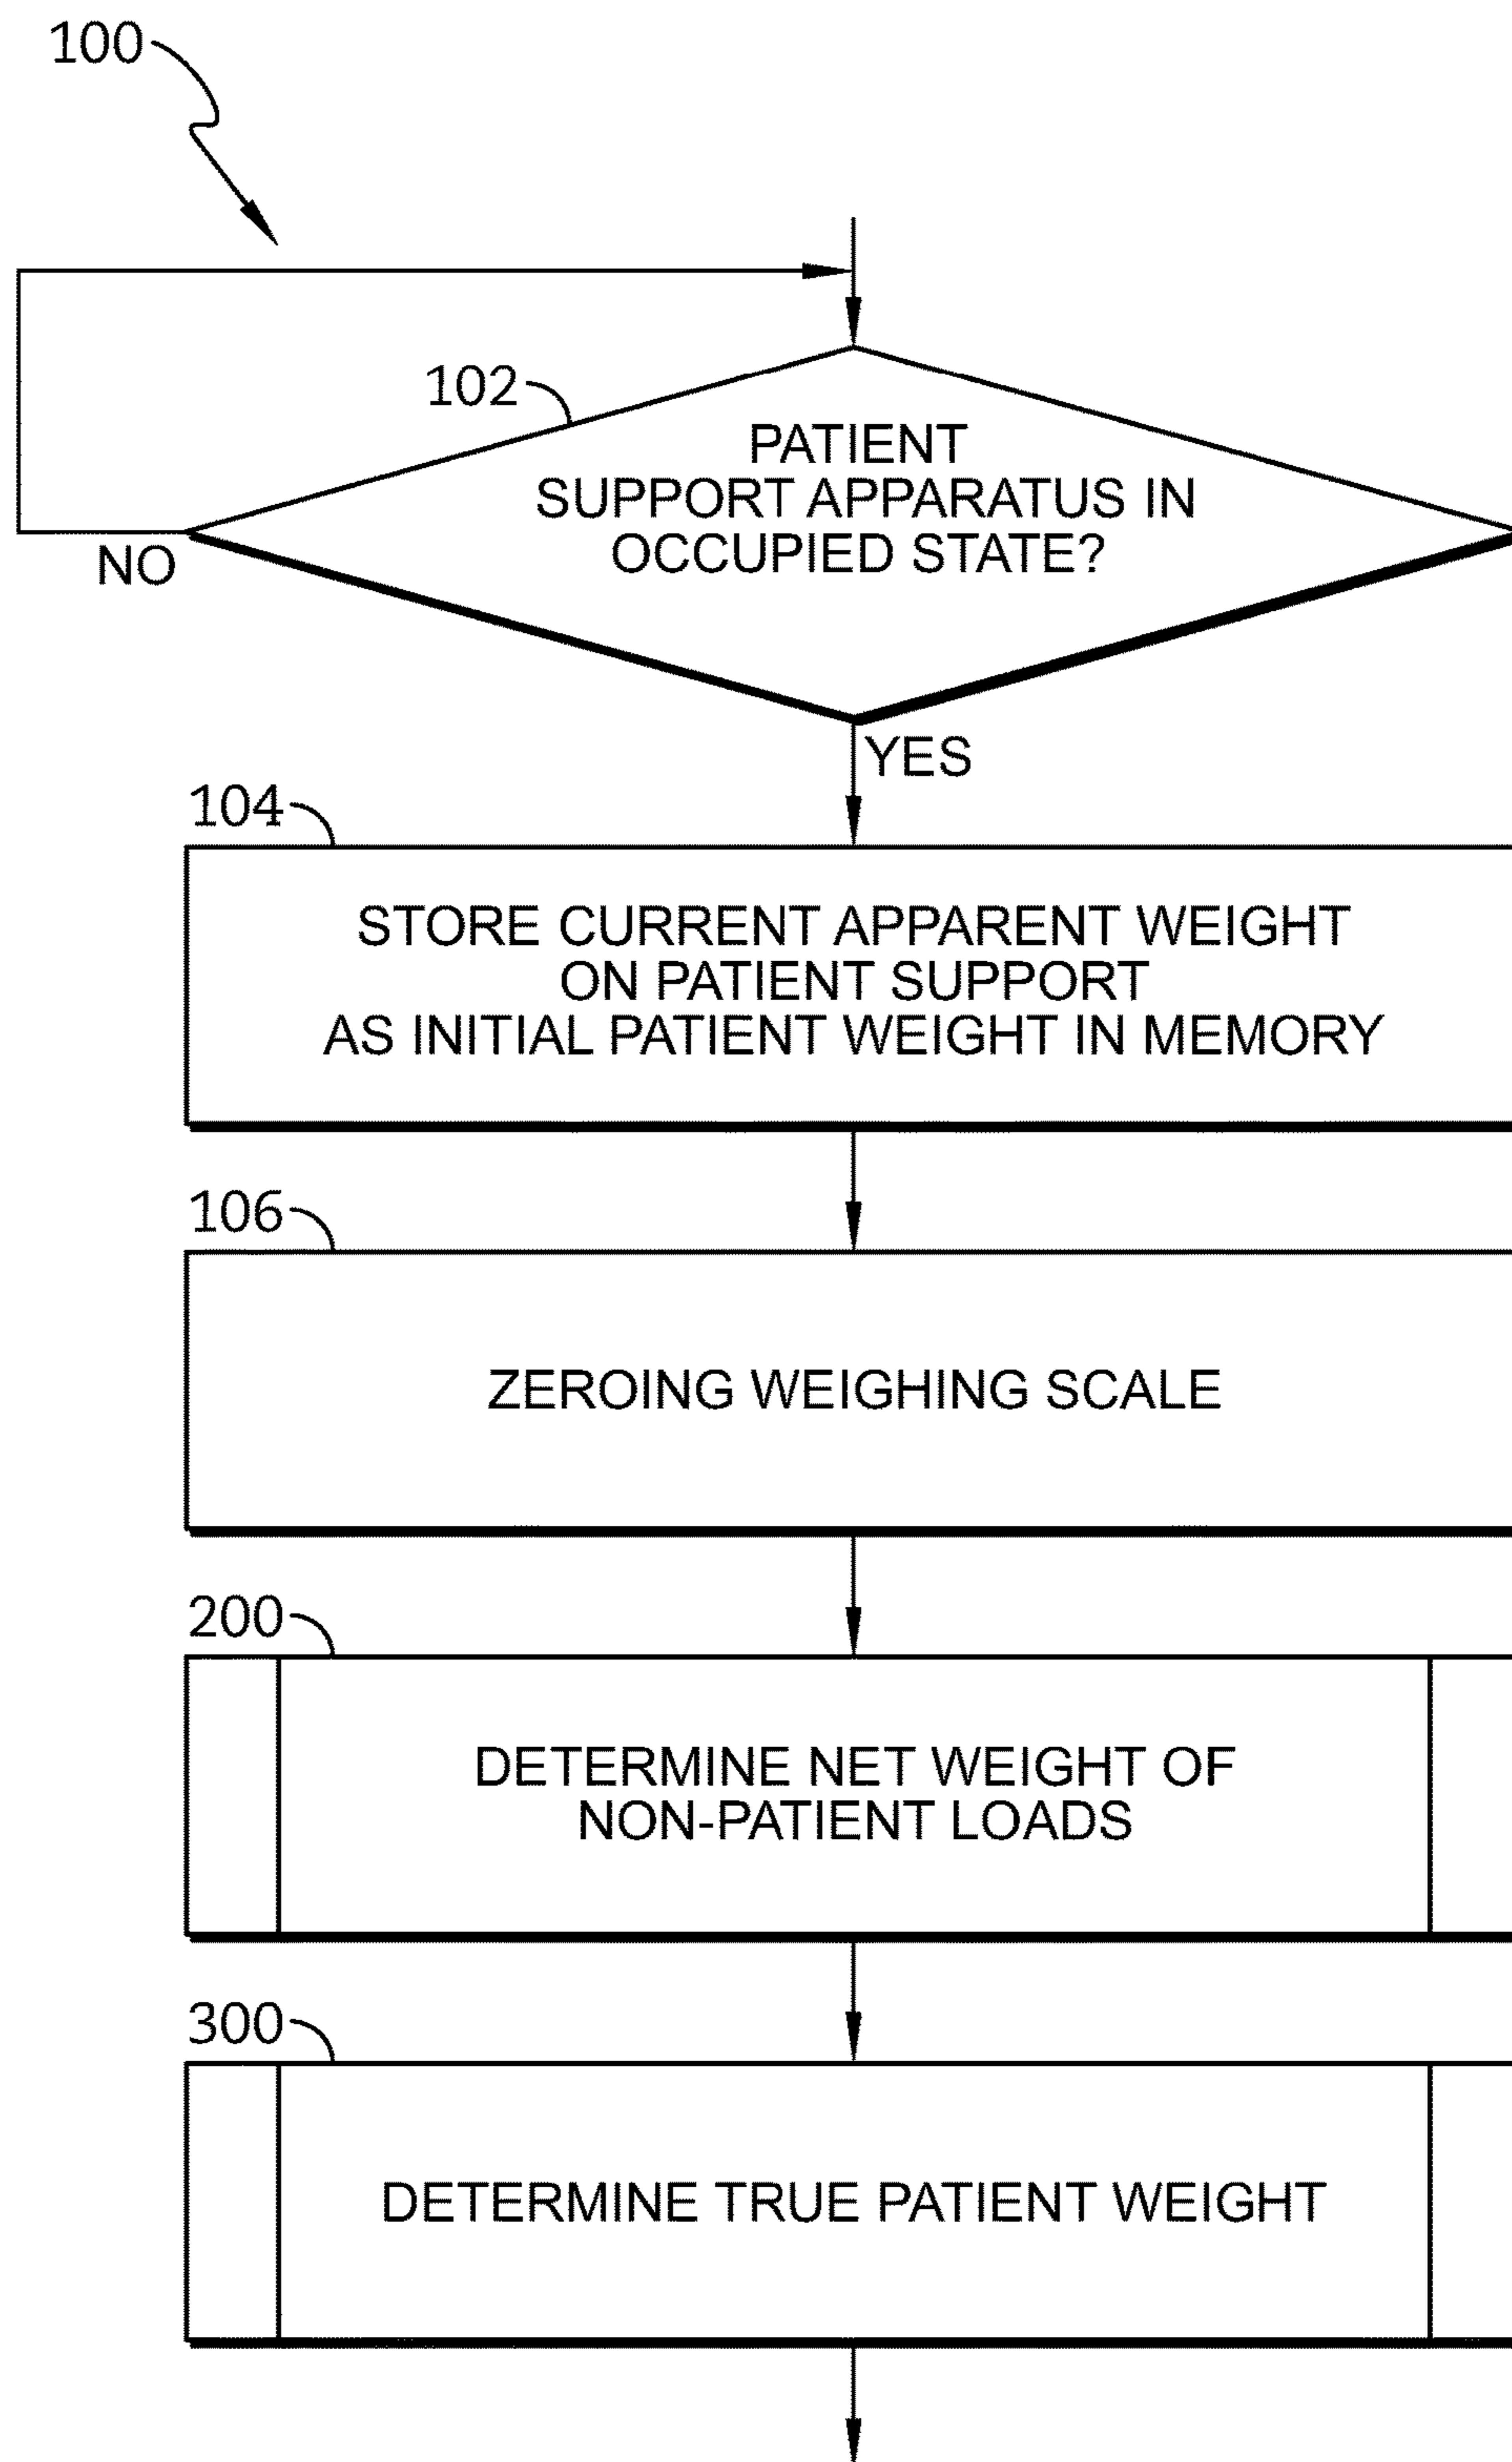 100
102
PATIENT
SUPPORT APPARATUS IN
OCCUPIED STATE?
NO
YES
104
STORE CURRENT APPARENT WEIGHT
ON PATIENT SUPPORT
AS INITIAL PATIENT WEIGHT IN MEMORY
106
ZEROING WEIGHING SCALE
200
DETERMINE NET WEIGHT OF
NON-PATIENT LOADS
300
DETERMINE TRUE PATIENT WEIGHT